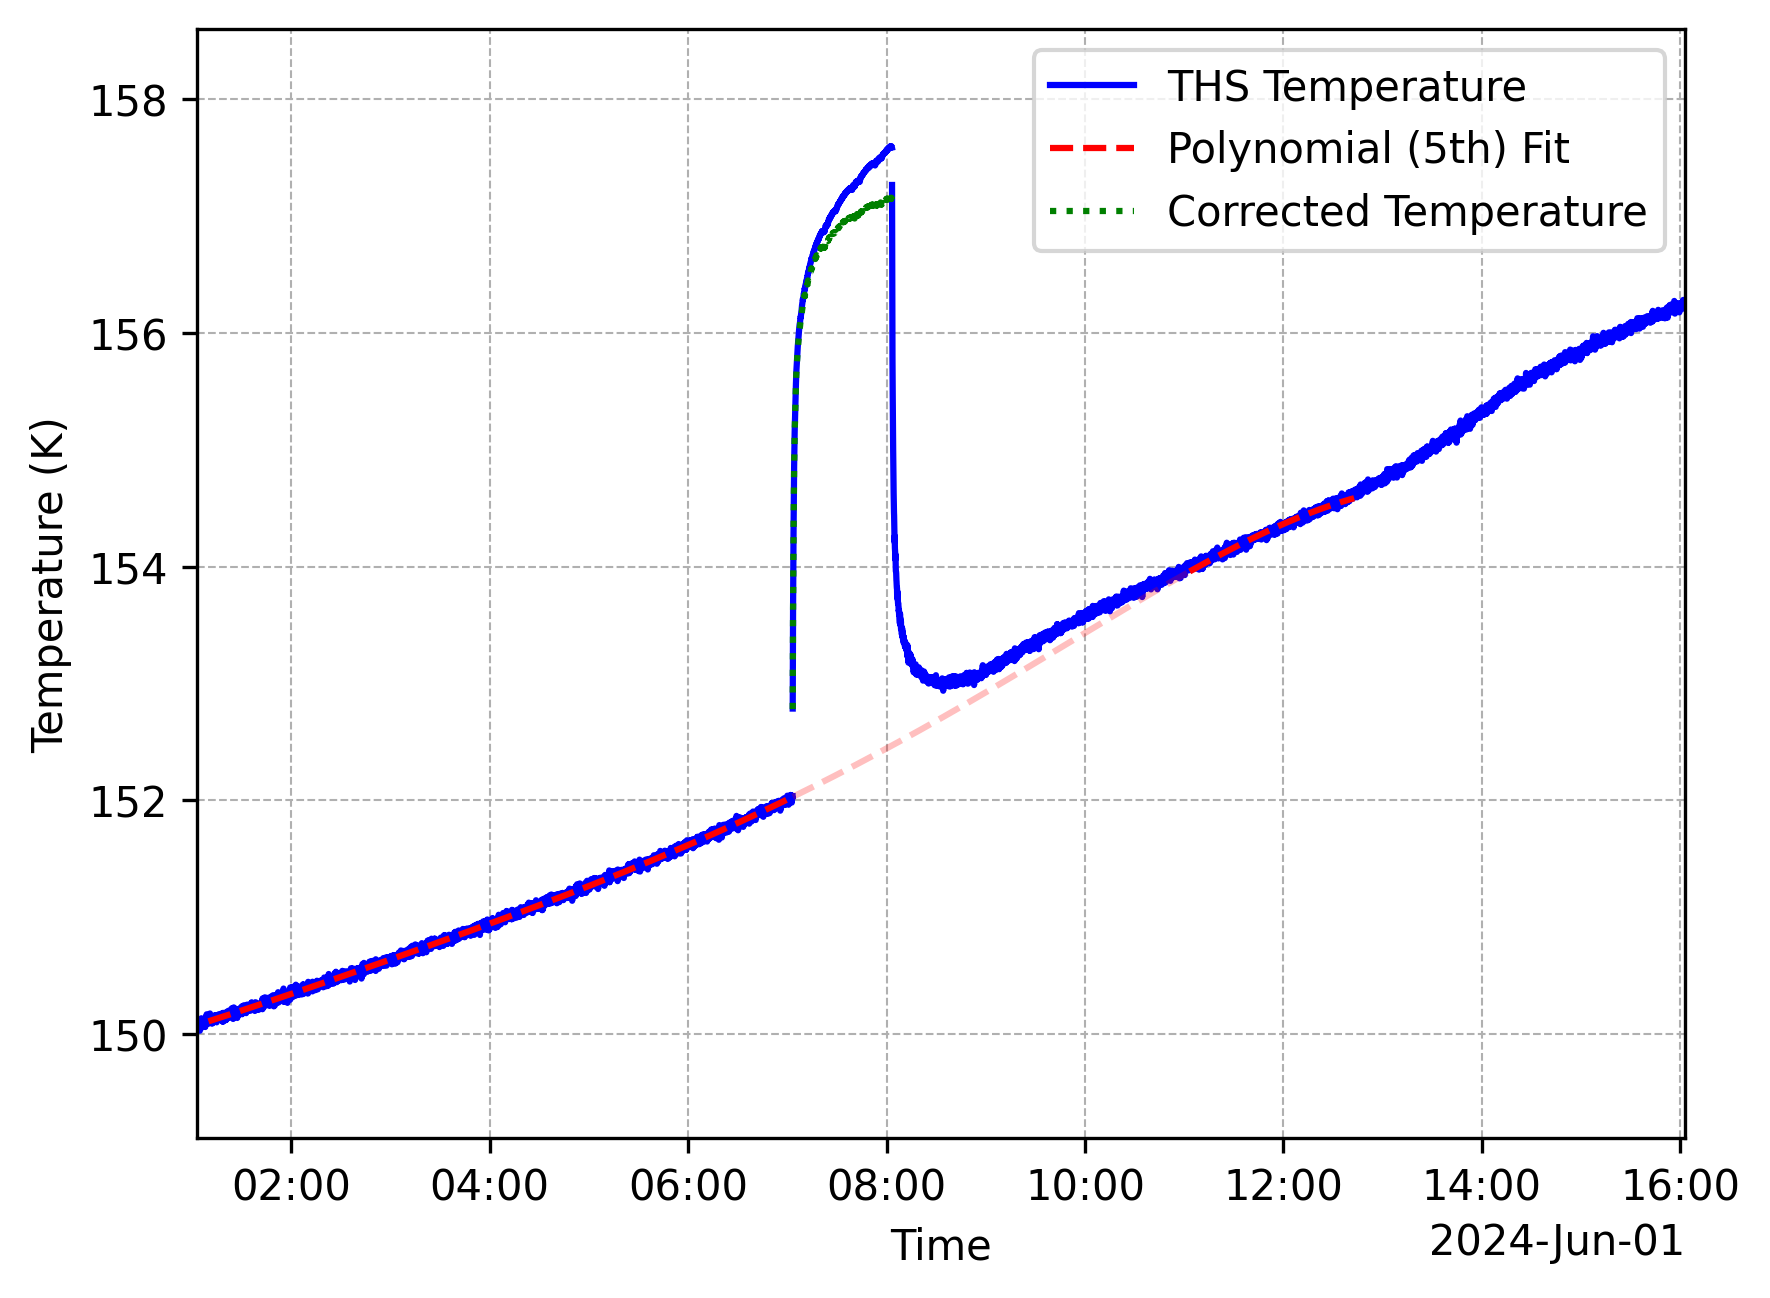 158
156
154
152
150
Temperature (K)
THS Temperature
Polynomial (5th) Fit
Corrected Temperature
02:00 04:00 06:00 08:00 10:00 12:00 14:00 16:00
Time
2024-Jun-01